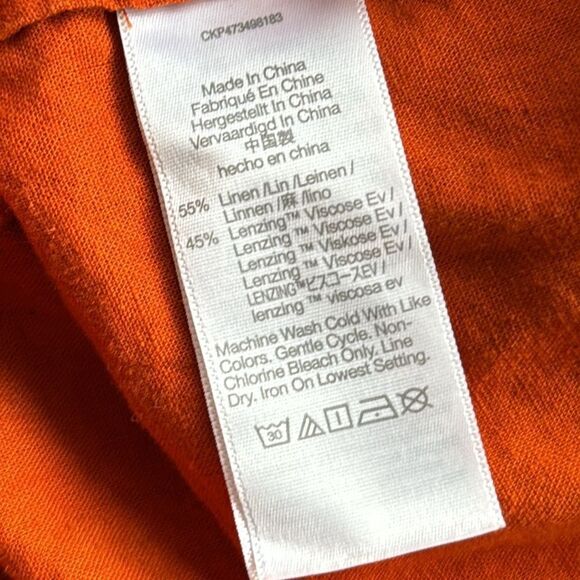 CKP473498183
Made In China
Fabriqué En Chine
Hergestellt In China
Vervaardigd In China
中国製
hecho en china
55% Linen /Lin /Leinen /
Linnen /麻 /lino
45% Lenzing™ Viscose Ev /
Lenzing ™ Viscose Ev /
Lenzing ™ Viskose Ev /
Lenzing ™ Viscose Ev /
LENZING™ビスコースEV /
lenzing ™ viscosa ev
Machine Wash Cold With Like
Colors. Gentle Cycle. Non-
Chlorine Bleach Only. Line
Dry. Iron On Lowest Setting.
30